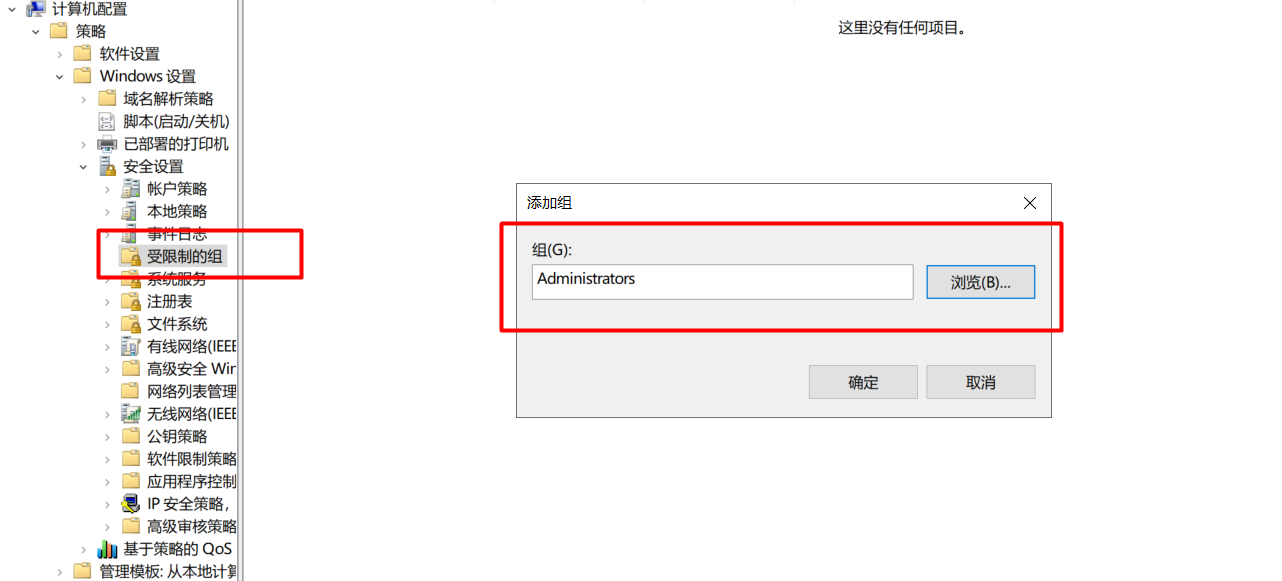 计算机配置
策略
软件设置
Windows 设置
域名解析策略
脚本(启动/关机)
已部署的打印机
安全设置
帐户策略
本地策略
事件日志
受限制的组
系统服务
注册表
文件系统
有线网络(IEEE
高级安全 Win
网络列表管理
无线网络(IEEE
公钥策略
软件限制策略
应用程序控制
IP 安全策略，
高级审核策略
基于策略的 QoS
管理模板: 从本地计算
这里没有任何项目。
添加组
组(G):
Administrators
浏览(B)...
确定
取消